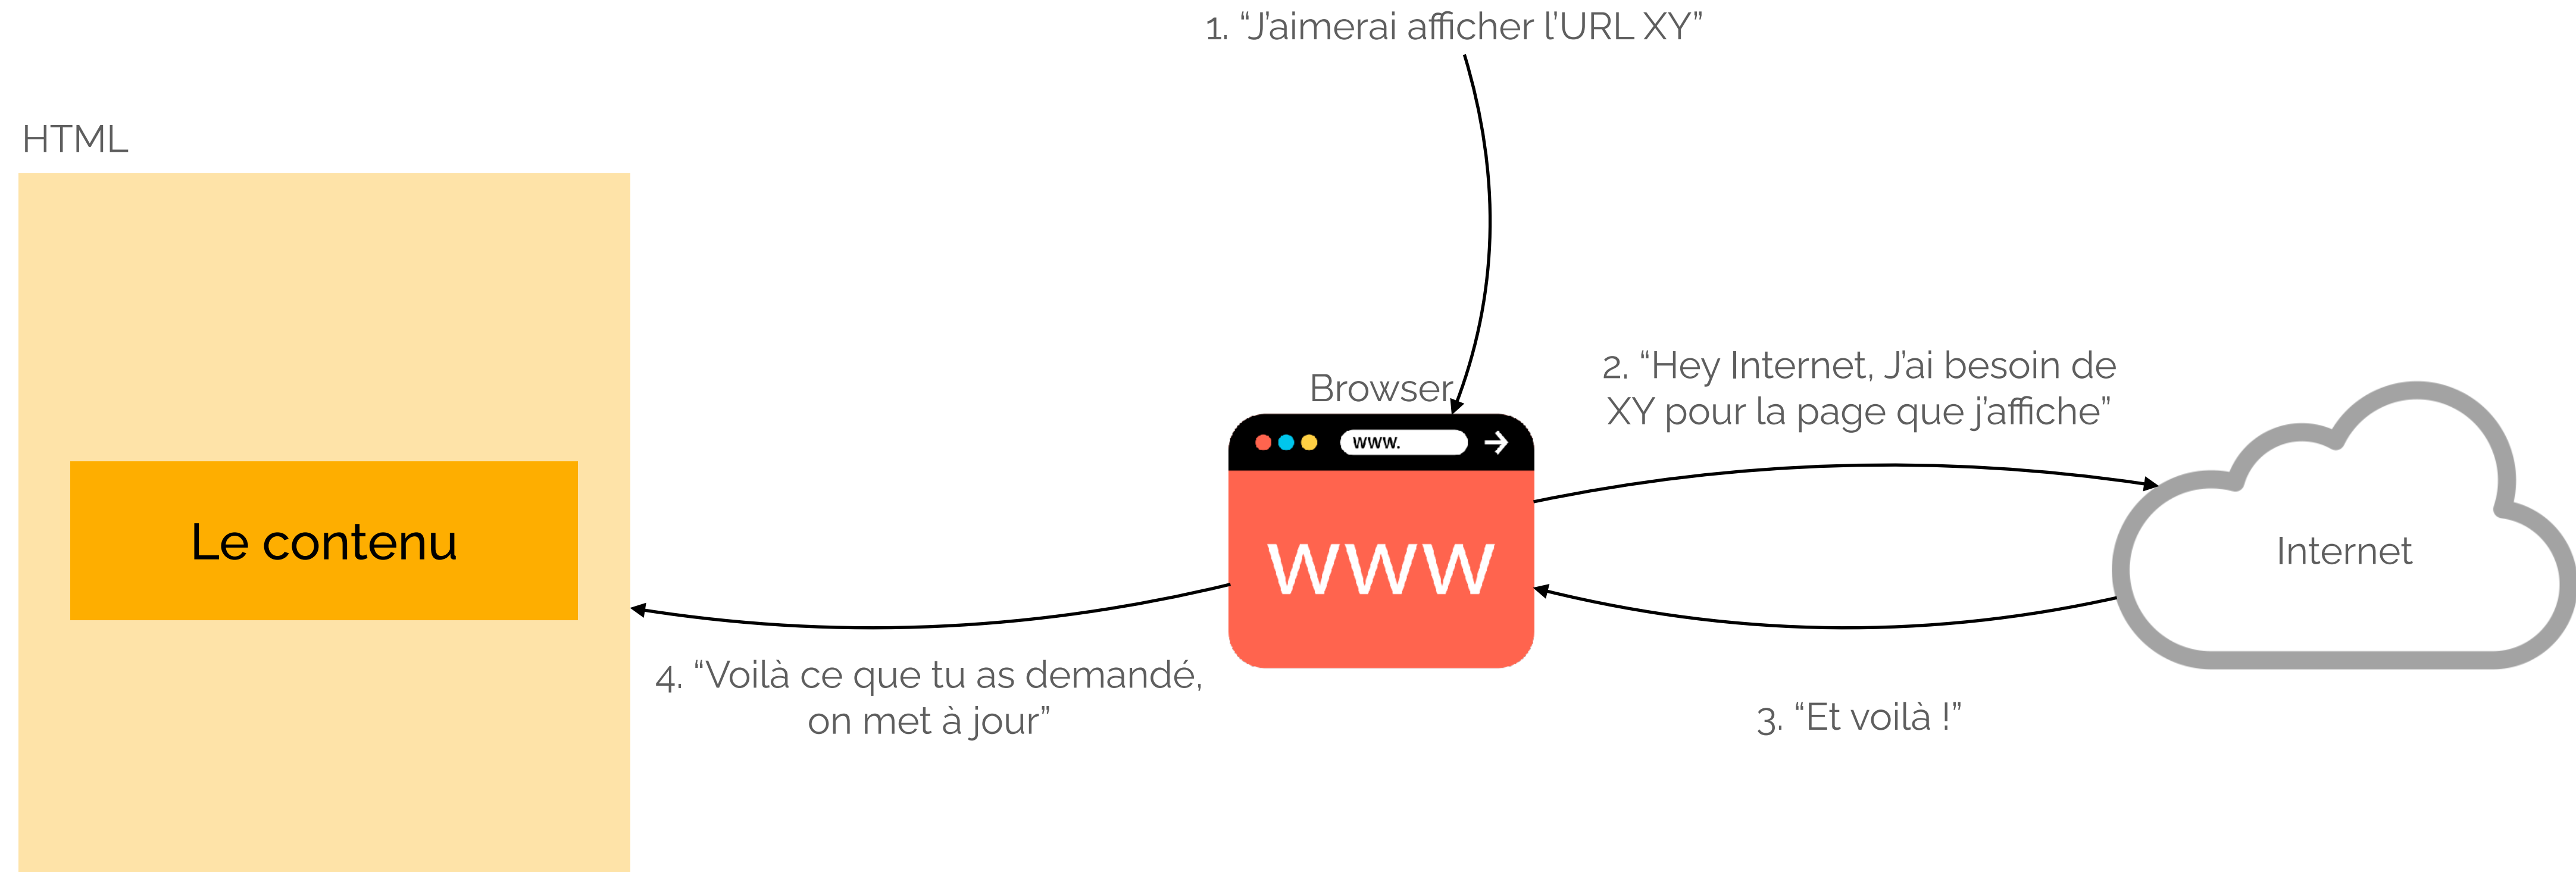 1. “J’aimerai afficher l’URL XY”
HTML
Browser
2. “Hey Internet, J’ai besoin de
XY pour la page que j’affiche”
www.
Le contenu
www
Internet
4. “Voilà ce que tu as demandé,
on met à jour”
3. “Et voilà !”